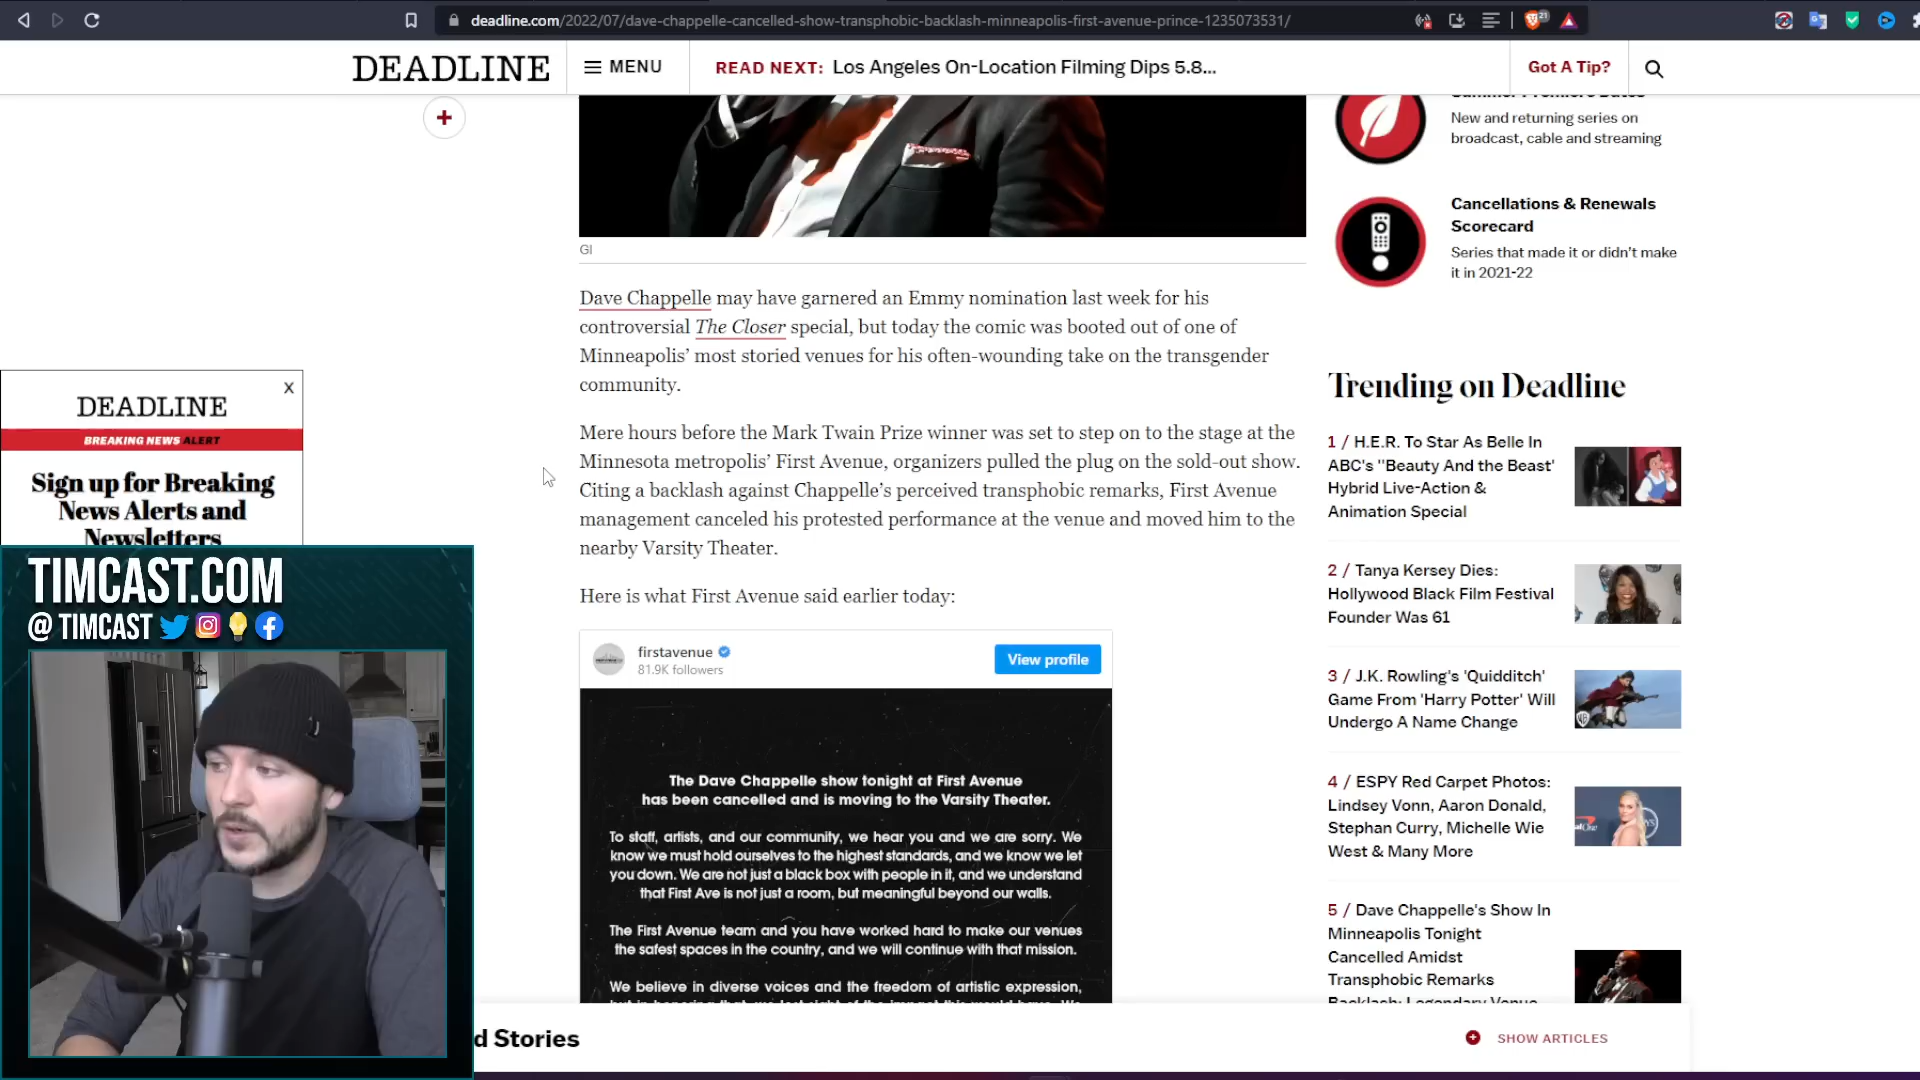 deadline.com/2022/07/dave-chappelle-cancelled-show-transphobic-backlash-minneapolis-first-avenue-prince-1235073531/
21
DEADLINE
MENU
READ NEXT: Los Angeles On-Location Filming Dips 5.8...
Got A Tip?
GI
Dave Chappelle may have garnered an Emmy nomination last week for his
controversial The Closer special, but today the comic was booted out of one of
Minneapolis’ most storied venues for his often-wounding take on the transgender
community.
Mere hours before the Mark Twain Prize winner was set to step on to the stage at the
Minnesota metropolis’ First Avenue, organizers pulled the plug on the sold-out show.
Citing a backlash against Chappelle’s perceived transphobic remarks, First Avenue
management canceled his protested performance at the venue and moved him to the
nearby Varsity Theater.
Here is what First Avenue said earlier today:
firstavenue
81.9K followers
View profile
The Dave Chappelle show tonight at First Avenue
has been cancelled and is moving to the Varsity Theater.
To staff, artists, and our community, we hear you and we are sorry. We
know we must hold ourselves to the highest standards, and we know we let
you down. We are not just a black box with people in it, and we understand
that First Ave is not just a room, but meaningful beyond our walls.
The First Avenue team and you have worked hard to make our venues
the safest spaces in the country, and we will continue with that mission.
We believe in diverse voices and the freedom of artistic expression,
Summer Premiere Dates
New and returning series on
broadcast, cable and streaming
Cancellations & Renewals
Scorecard
Series that made it or didn't make
it in 2021-22
Trending on Deadline
1 / H.E.R. To Star As Belle In
ABC's "Beauty And the Beast'
Hybrid Live-Action &
Animation Special
2 / Tanya Kersey Dies:
Hollywood Black Film Festival
Founder Was 61
3 / J.K. Rowling's 'Quidditch'
Game From 'Harry Potter' Will
Undergo A Name Change
4 / ESPY Red Carpet Photos:
Lindsey Vonn, Aaron Donald,
Stephan Curry, Michelle Wie
West & Many More
5 / Dave Chappelle's Show In
Minneapolis Tonight
Cancelled Amidst
Transphobic Remarks
Backlash; Legendary Venue
X
DEADLINE
BREAKING NEWS ALERT
Sign up for Breaking
News Alerts and
Newsletters
TIMCAST.COM
@ TIMCAST
d Stories
SHOW ARTICLES